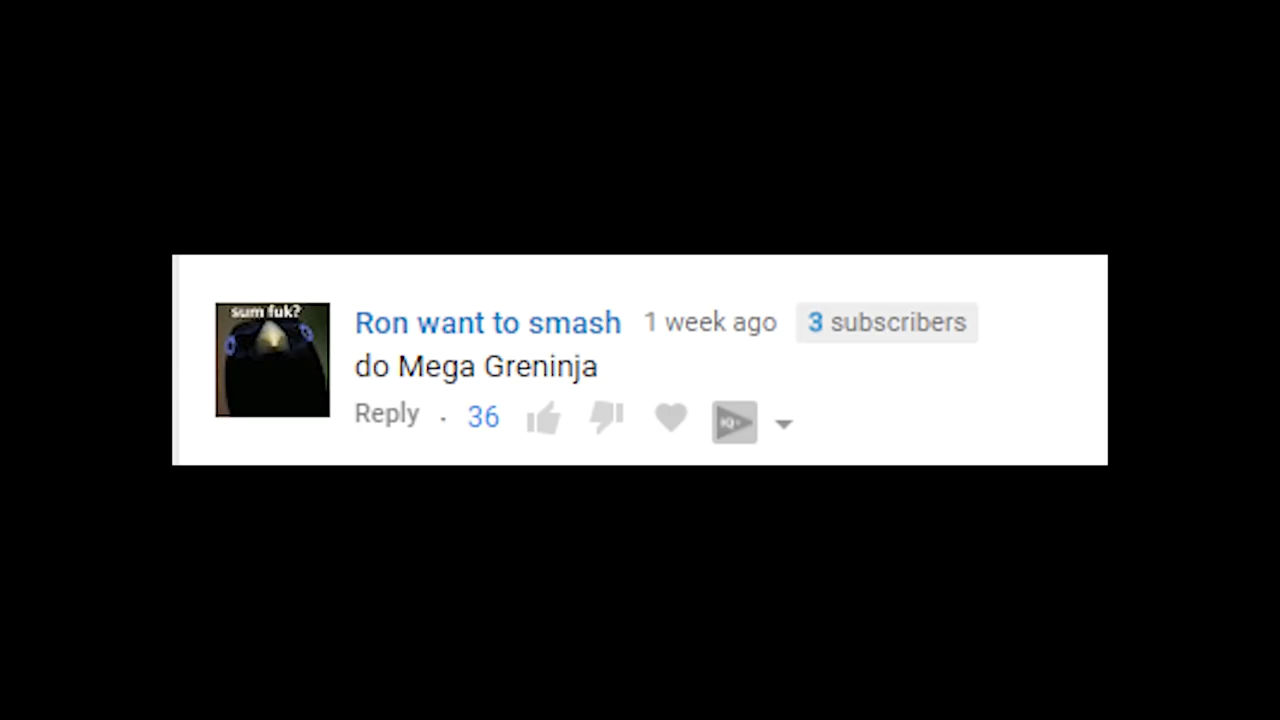 sum fuk?
Ron want to smash 1 week ago 3 subscribers
do Mega Greninja
Reply · 36